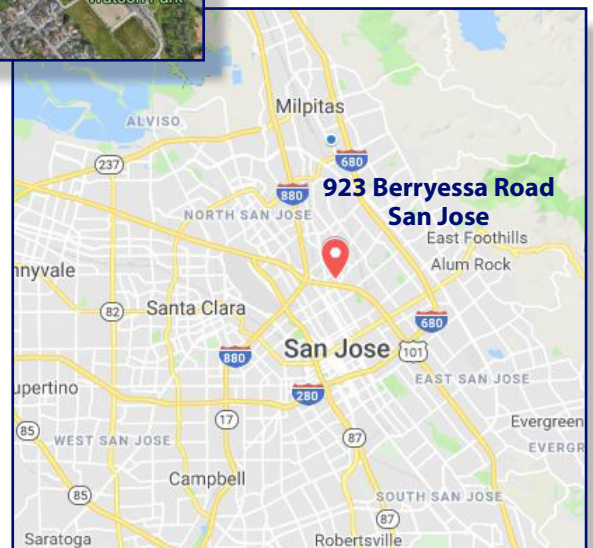 Watson Park
Milpitas
ALVISO
237
680
880
923 Berryessa Road
San Jose
NORTH SAN JOSE
East Foothills
Alum Rock
nnyvale
82
Santa Clara
680
880
San Jose
101
280
EAST SAN JOSE
upertino
17
Evergreen
85
WEST SAN JOSE
87
EVERGR
Campbell
85
SOUTH SAN JOSE
87
Saratoga
Robertsville